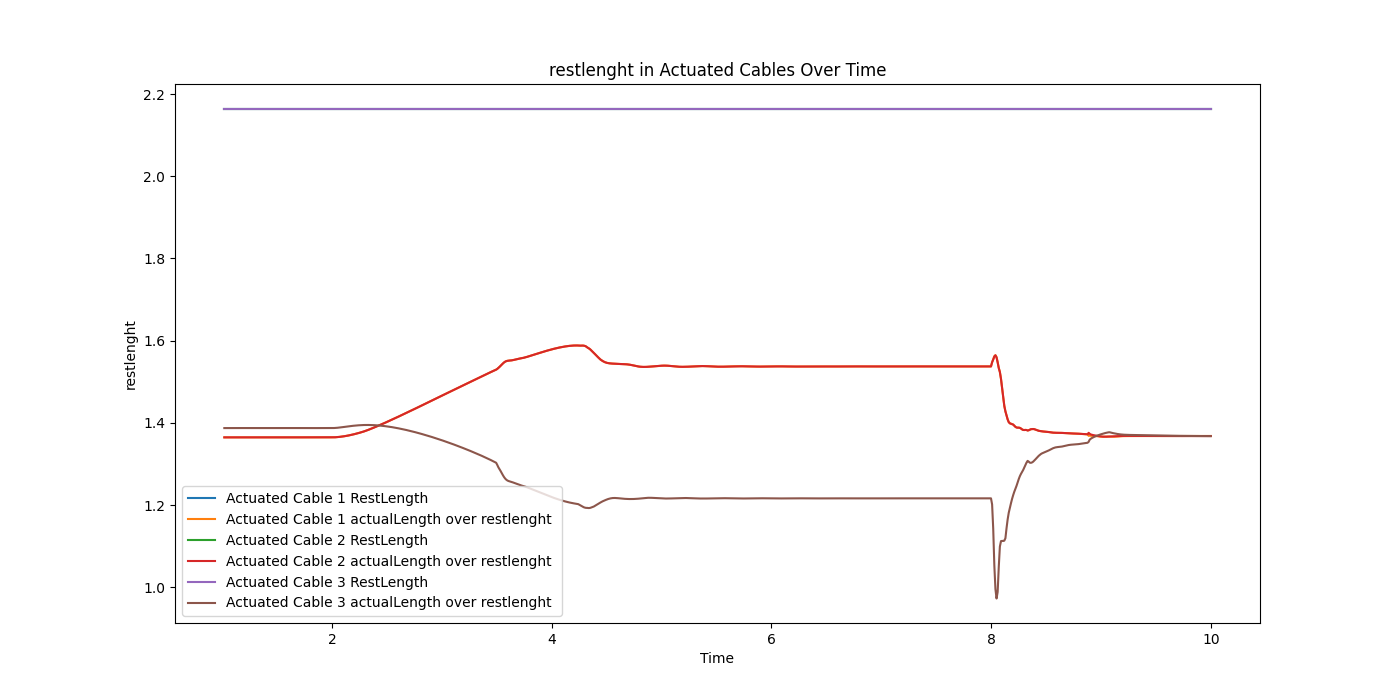 restlenght in Actuated Cables Over Time
restlenght
2.2
2.0
1.8
1.6
1.4
1.2
1.0
Actuated Cable 1 RestLength
Actuated Cable 1 actualLength over restlenght
Actuated Cable 2 RestLength
Actuated Cable 2 actualLength over restlenght
Actuated Cable 3 RestLength
Actuated Cable 3 actualLength over restlenght
2 4 6 8 10
Time